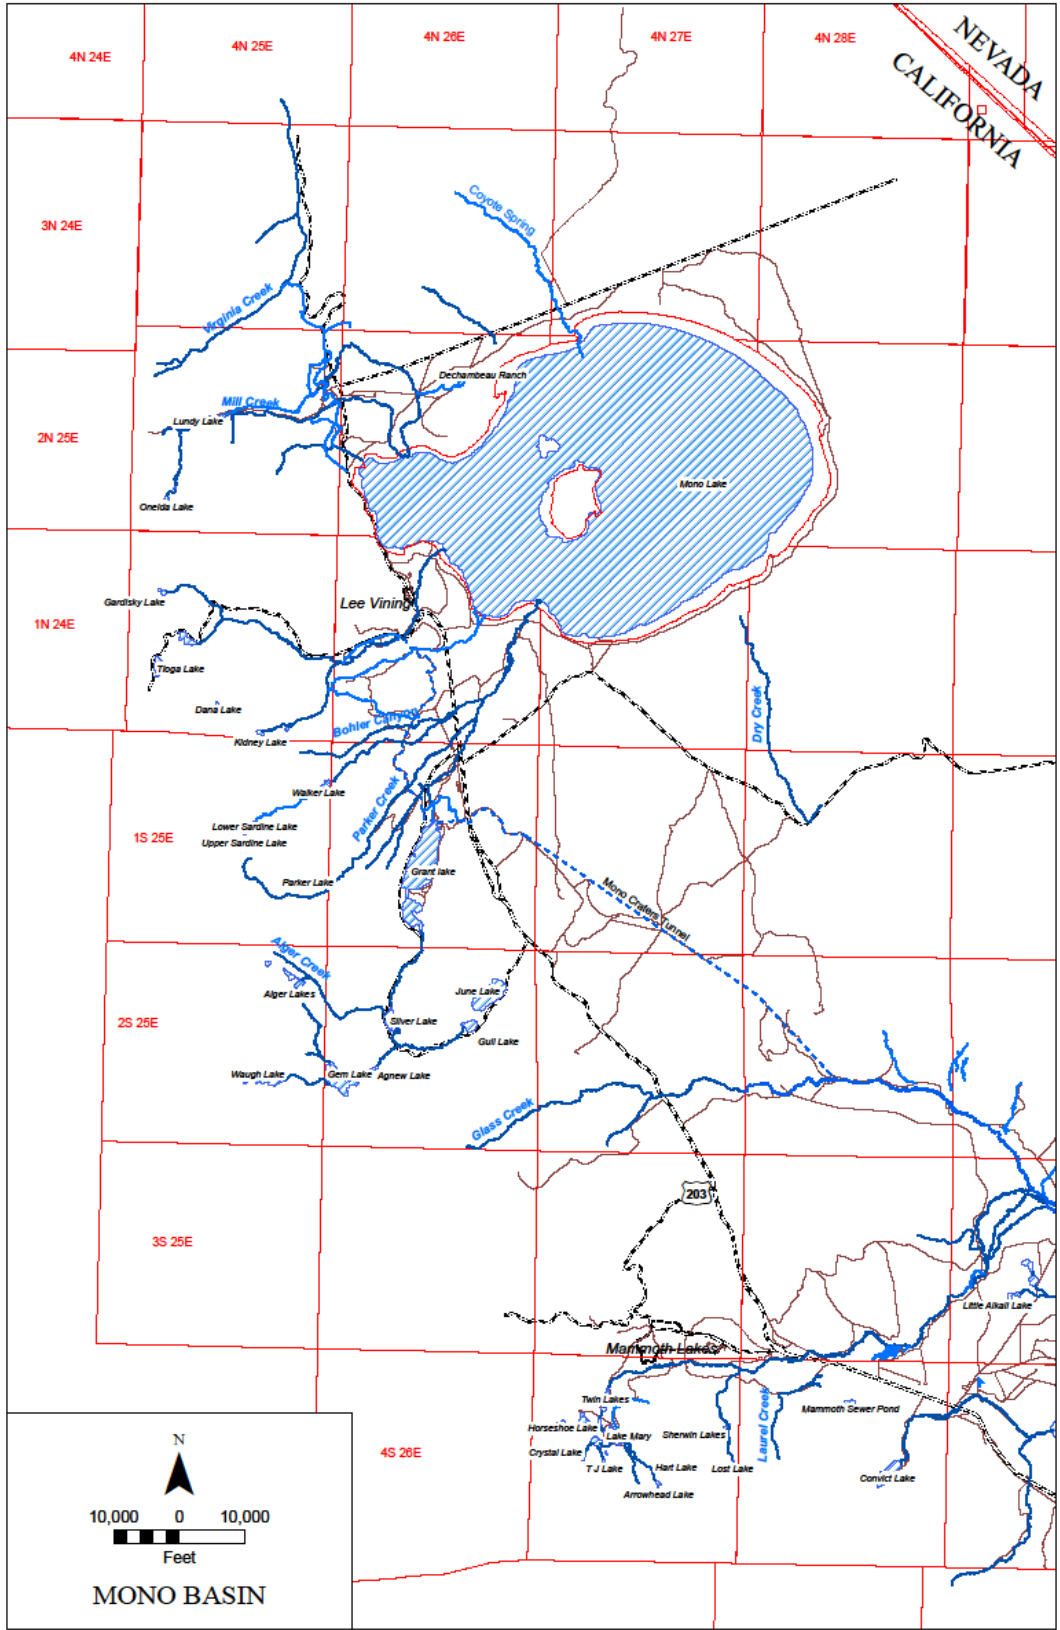 4N 24E
4N 25E
4N 26E
4N 27E
4N 28E
NEVADA
CALIFORNIA
3N 24E
Coyote Spring
Virginia Creek
Dechambeau Ranch
Mill Creek
Lundy Lake
2N 25E
Mono Lake
Oneida Lake
Gardisky Lake
Lee Vining
1N 24E
Tioga Lake
Dana Lake
Kidney Lake
Bohler Canyon
Dry Creek
Walker Lake
Parker Creek
Lower Sardine Lake
Upper Sardine Lake
1S 25E
Parker Lake
Grant lake
Mono Craters Tunnel
Alger Creek
Alger Lakes
June Lake
2S 25E
Silver Lake
Gull Lake
Waugh Lake
Gem Lake
Agnew Lake
Glass Creek
203
3S 25E
Little Alkali Lake
Mammoth Lakes
Twin Lakes
Mammoth Sewer Pond
Horseshoe Lake
Lake Mary
Sherwin Lakes
Laurel Creek
Crystal Lake
4S 26E
T J Lake
Hart Lake
Lost Lake
Convict Lake
Arrowhead Lake
N
10,000 0 10,000
Feet
MONO BASIN